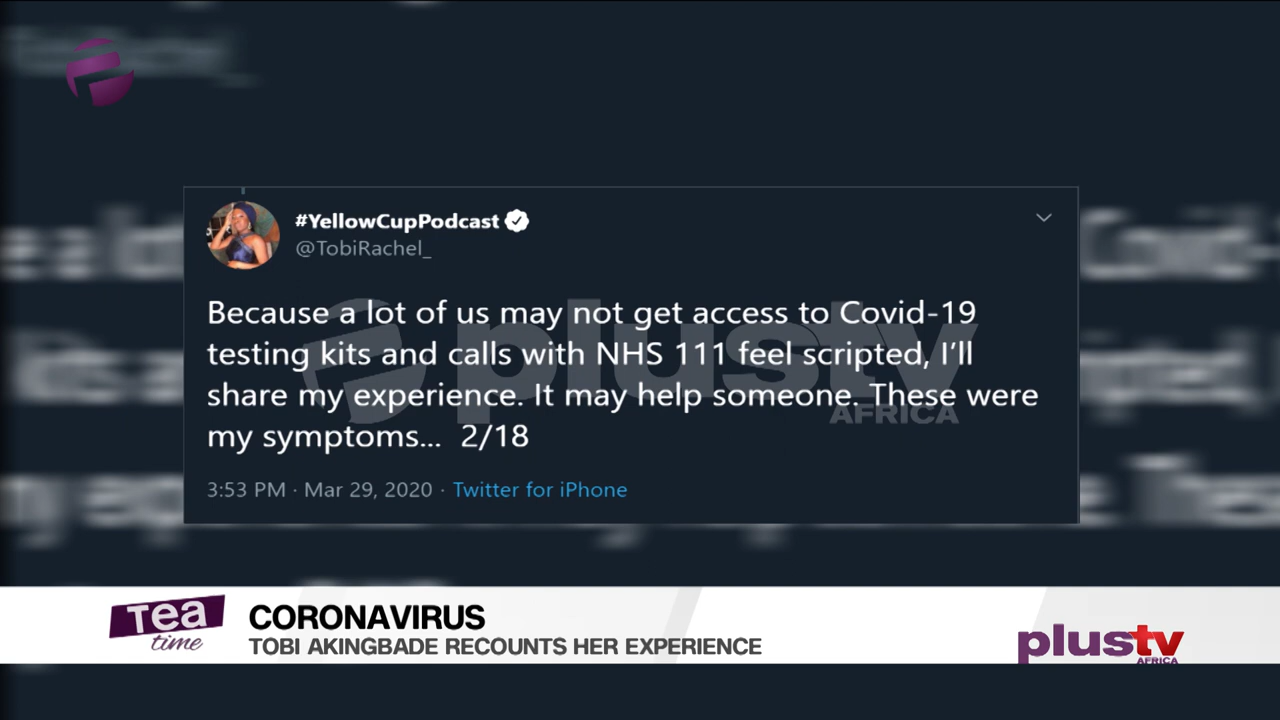 #YellowCupPodcast
@TobiRachel_
Because a lot of us may not get access to Covid-19
testing kits and calls with NHS 111 feel scripted, I'll
share my experience. It may help someone. These were
my symptoms... 2/18
3:53 PM · Mar 29, 2020 · Twitter for iPhone
plustv
AFRICA
Tea
time
CORONAVIRUS
TOBI AKINGBADE RECOUNTS HER EXPERIENCE
plustv
AFRICA